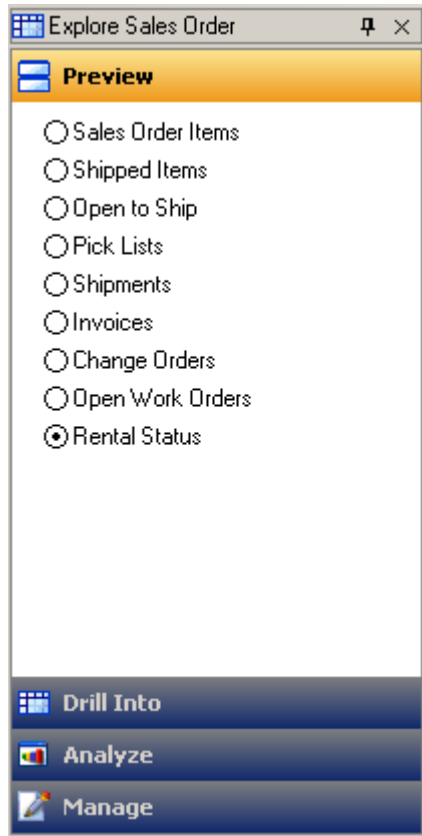 Explore Sales Order
Preview
Sales Order Items
Shipped Items
Open to Ship
Pick Lists
Shipments
Invoices
Change Orders
Open Work Orders
Rental Status
Drill Into
Analyze
Manage